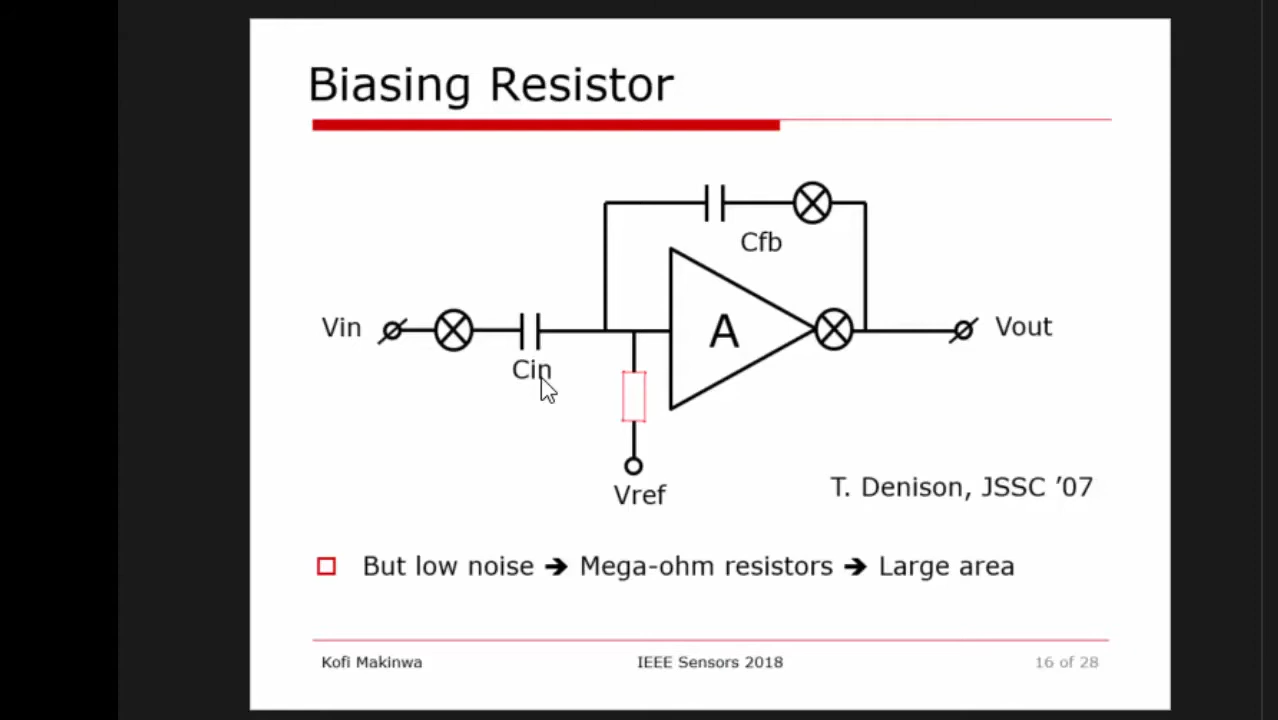 Biasing Resistor
Cfb
Vin
A
Vout
Cin
Vref
T. Denison, JSSC ’07
But low noise ➔ Mega-ohm resistors ➔ Large area
Kofi Makinwa
IEEE Sensors 2018
16 of 28